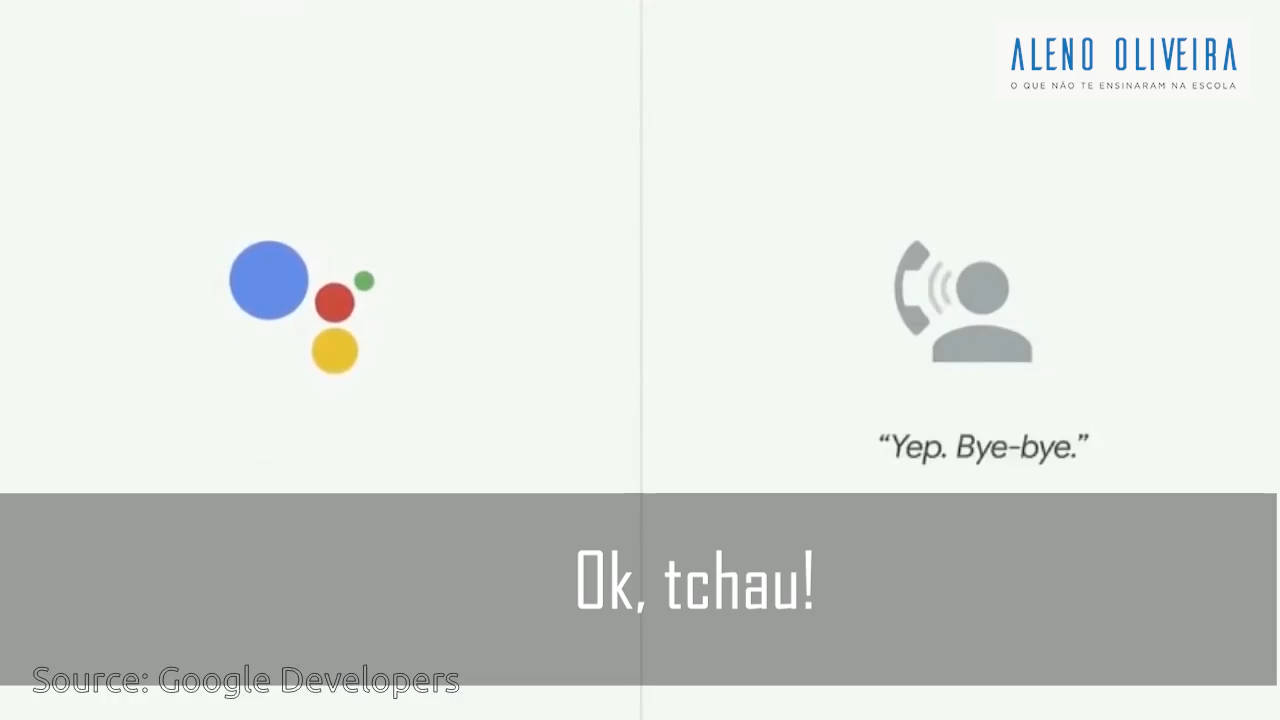 ALENO OLIVEIRA
O QUE NÃO TE ENSINARAM NA ESCOLA
“Yep. Bye-bye.”
Ok, tchau!
Source: Google Developers